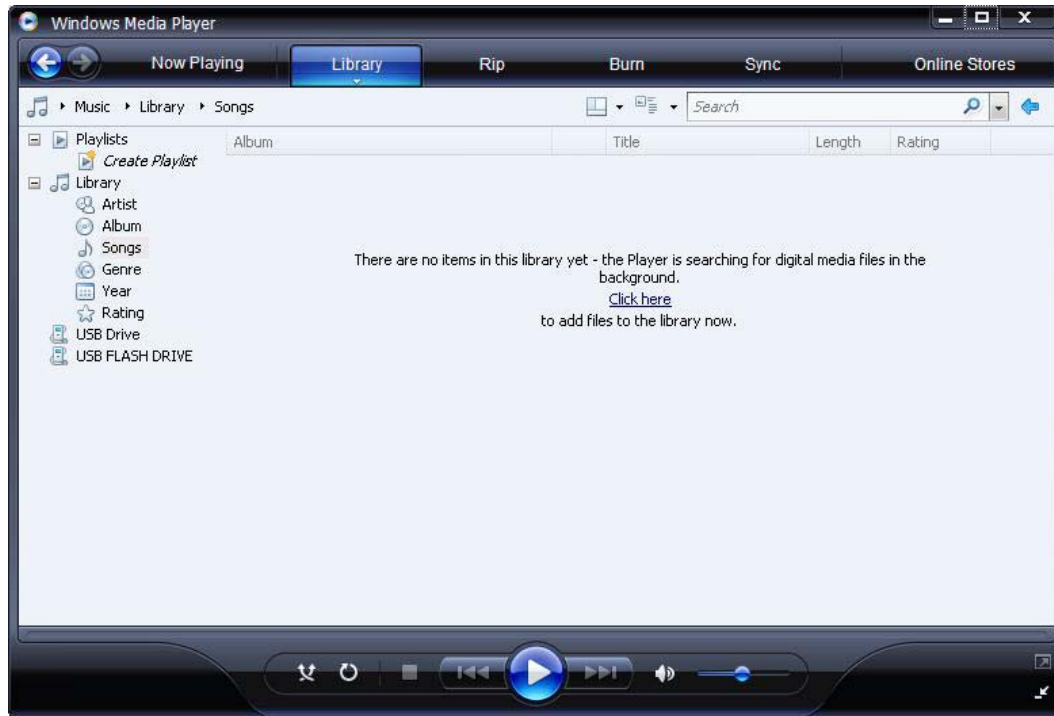 Windows Media Player
Now Playing Library Rip Burn Sync Online Stores
Music Library Songs Search
Playlists Album Title Length Rating
Create Playlist
Library
Artist
Album
Songs
Genre
Year
Rating
USB Drive
USB FLASH DRIVE
There are no items in this library yet - the Player is searching for digital media files in the
background.
Click here
to add files to the library now.